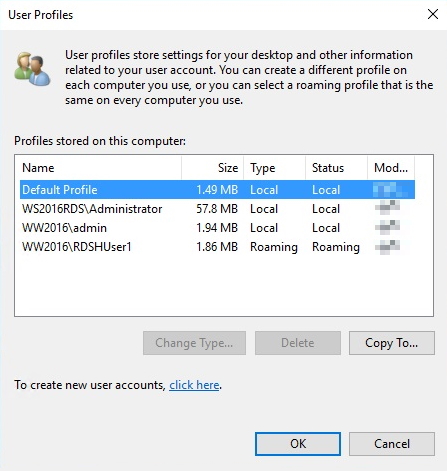 User Profiles
User profiles store settings for your desktop and other information
related to your user account. You can create a different profile on
each computer you use, or you can select a roaming profile that is the
same on every computer you use.
Profiles stored on this computer:
Name Size Type Status Mod...
Default Profile 1.49 MB Local Local
WS2016RDS\Administrator 57.8 MB Local Local
WW2016\admin 1.94 MB Local Local
WW2016\RDSHUser1 1.86 MB Roaming Roaming
Change Type... Delete Copy To...
To create new user accounts, click here.
OK Cancel